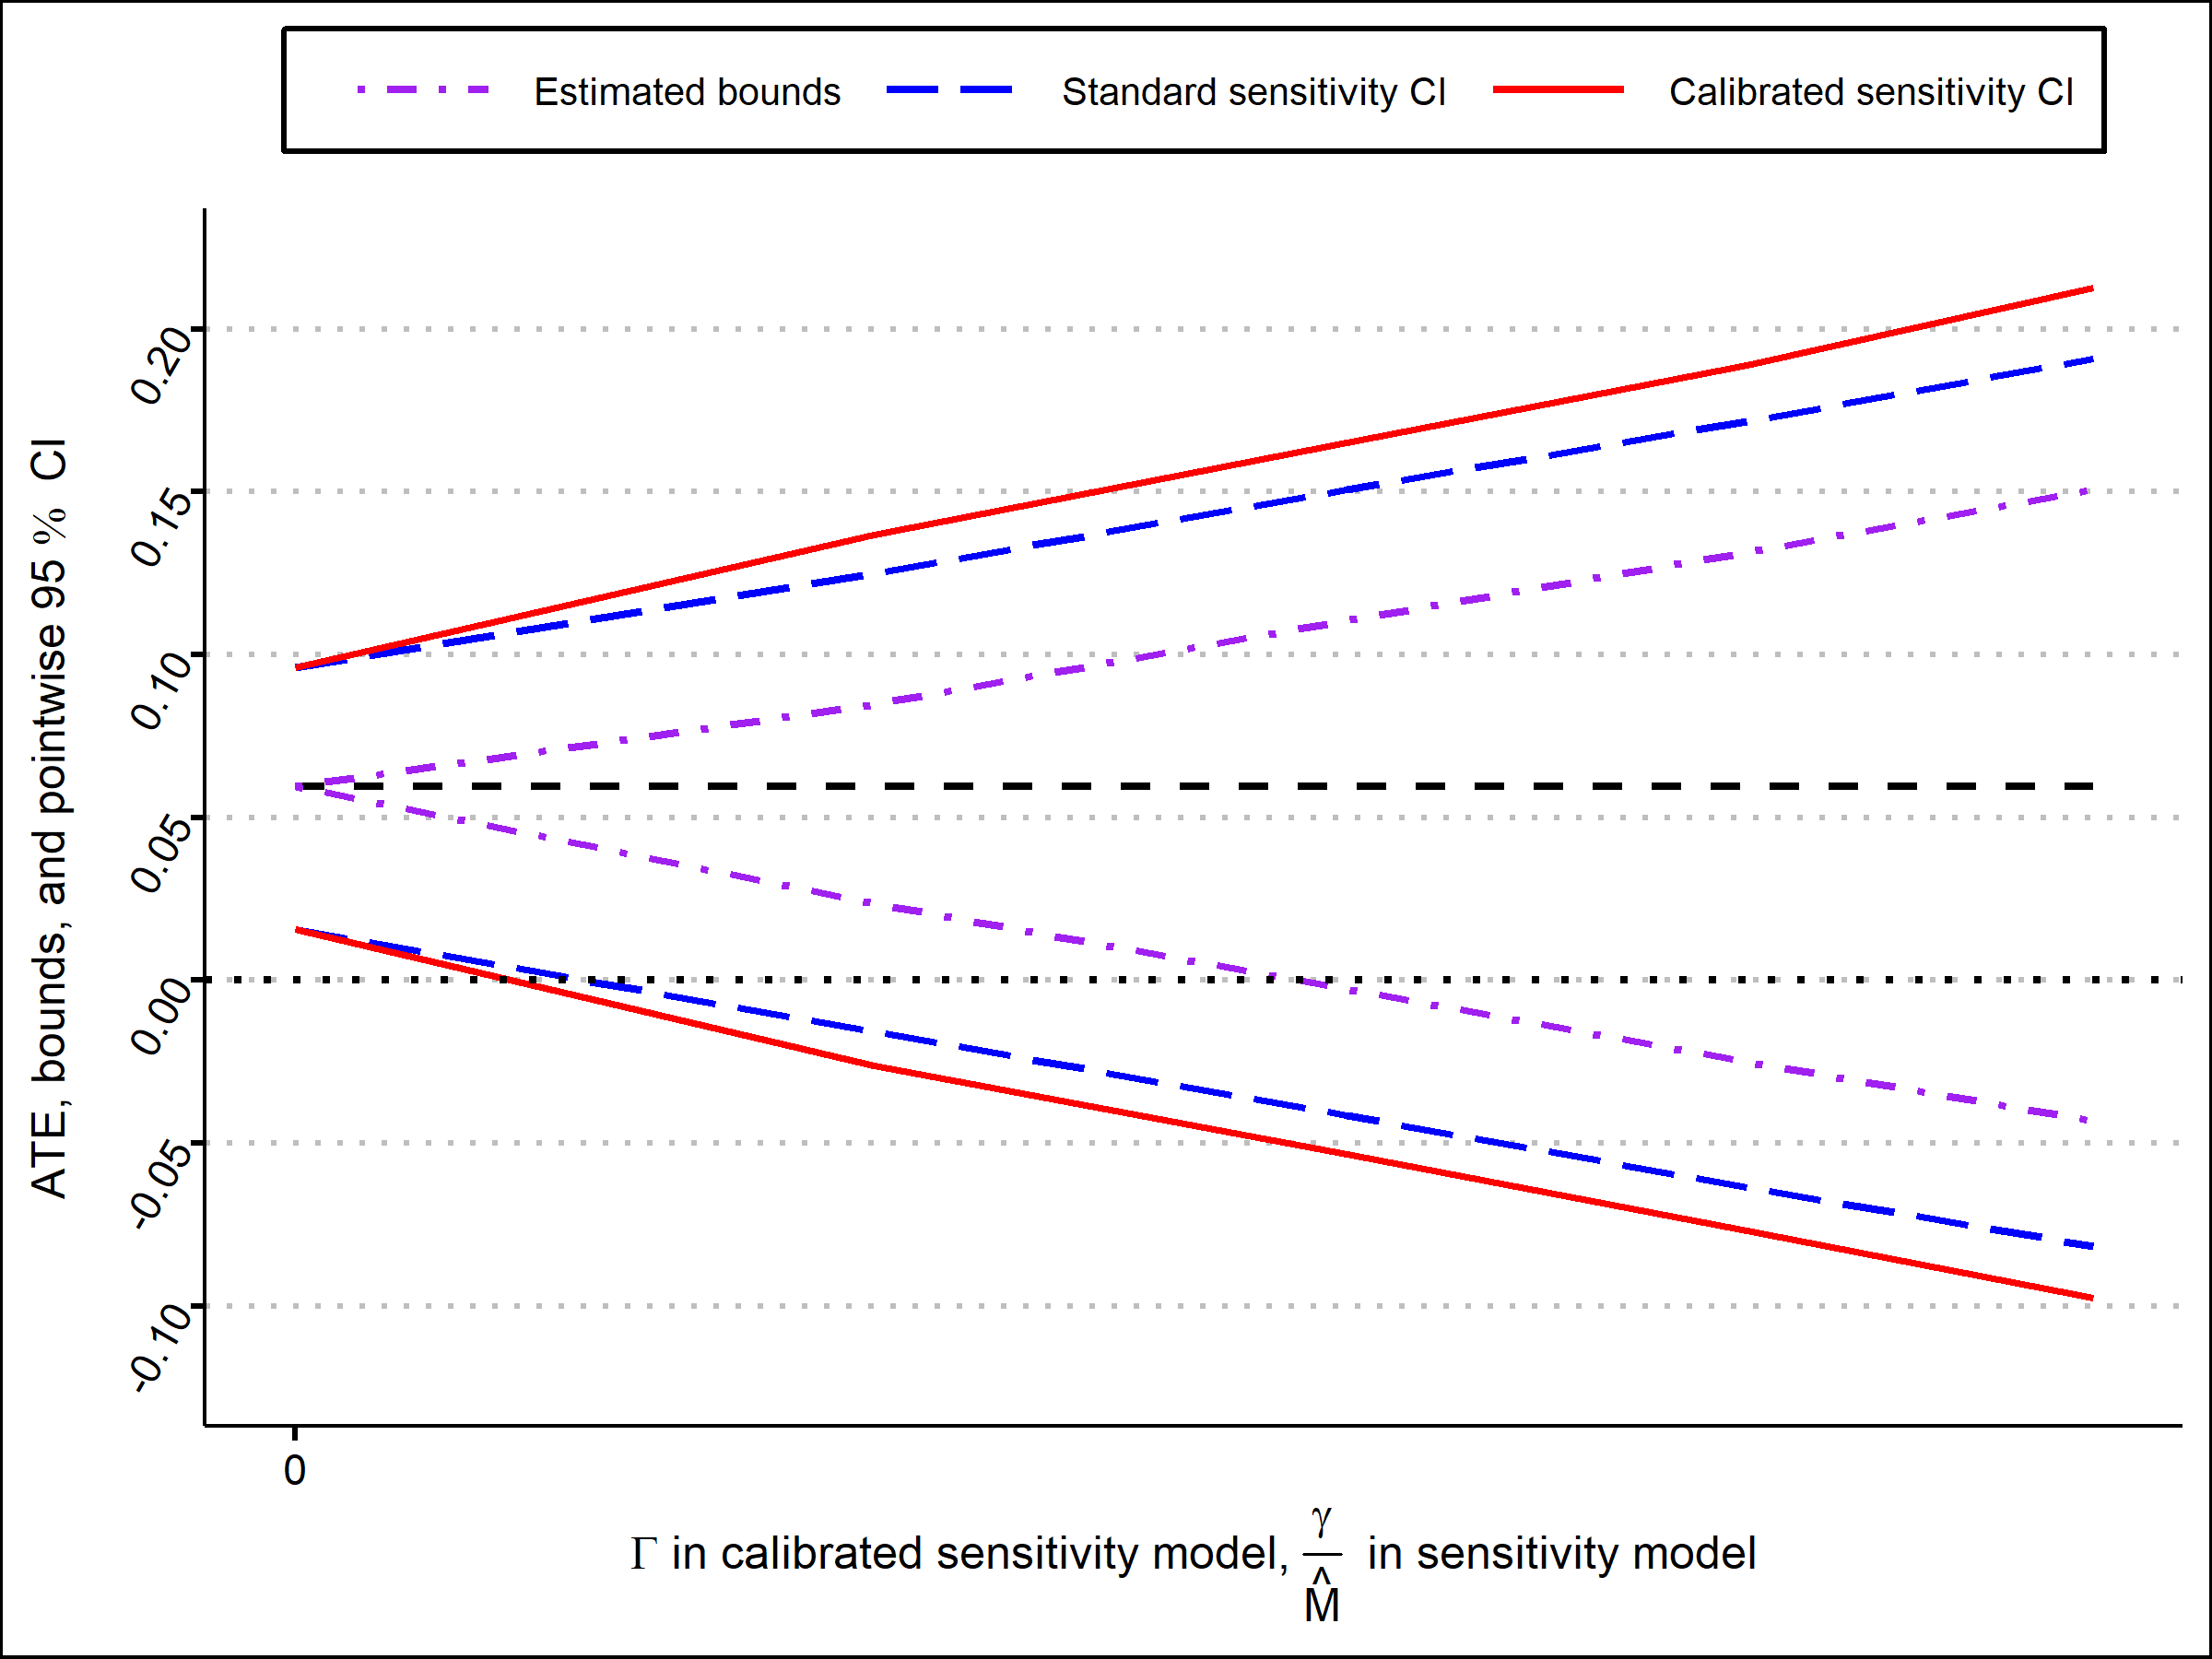 Estimated bounds Standard sensitivity CI Calibrated sensitivity CI
ATE, bounds, and pointwise 95 % CI
0.20
0.15
0.10
0.05
0.00
-0.05
-0.10
0
Γ in calibrated sensitivity model, γ/M̂ in sensitivity model